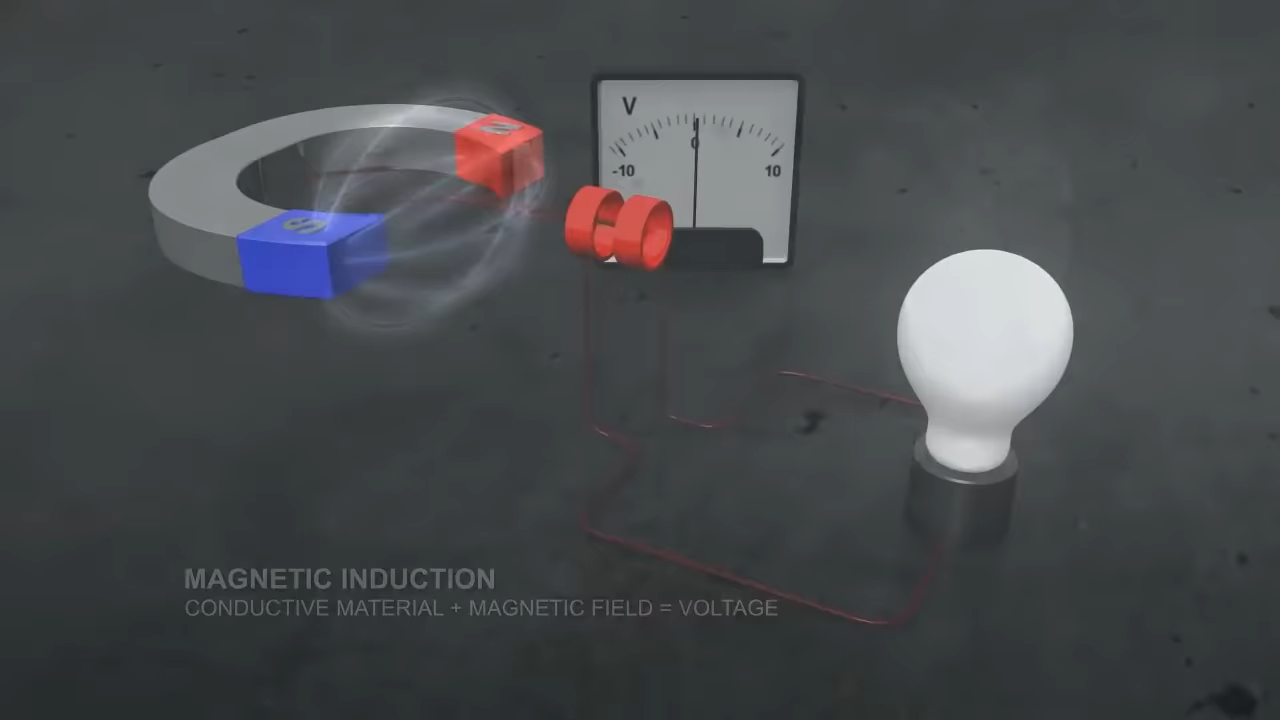 N
V
0
-10
10
S
MAGNETIC INDUCTION
CONDUCTIVE MATERIAL + MAGNETIC FIELD = VOLTAGE